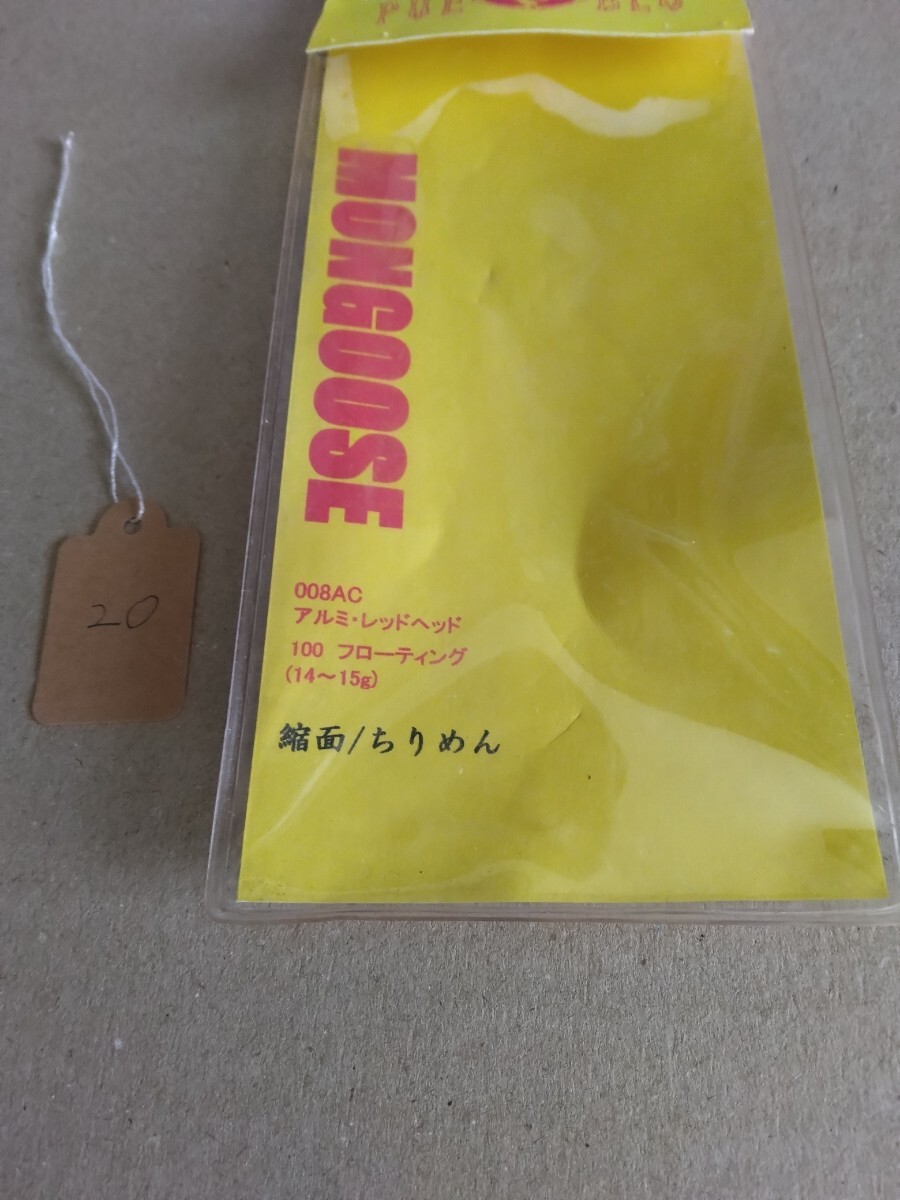 MONGOOSE
008AC
アルミ・レッドヘッド
100 フローティング
(14～15g)
縮面/ちりめん
20